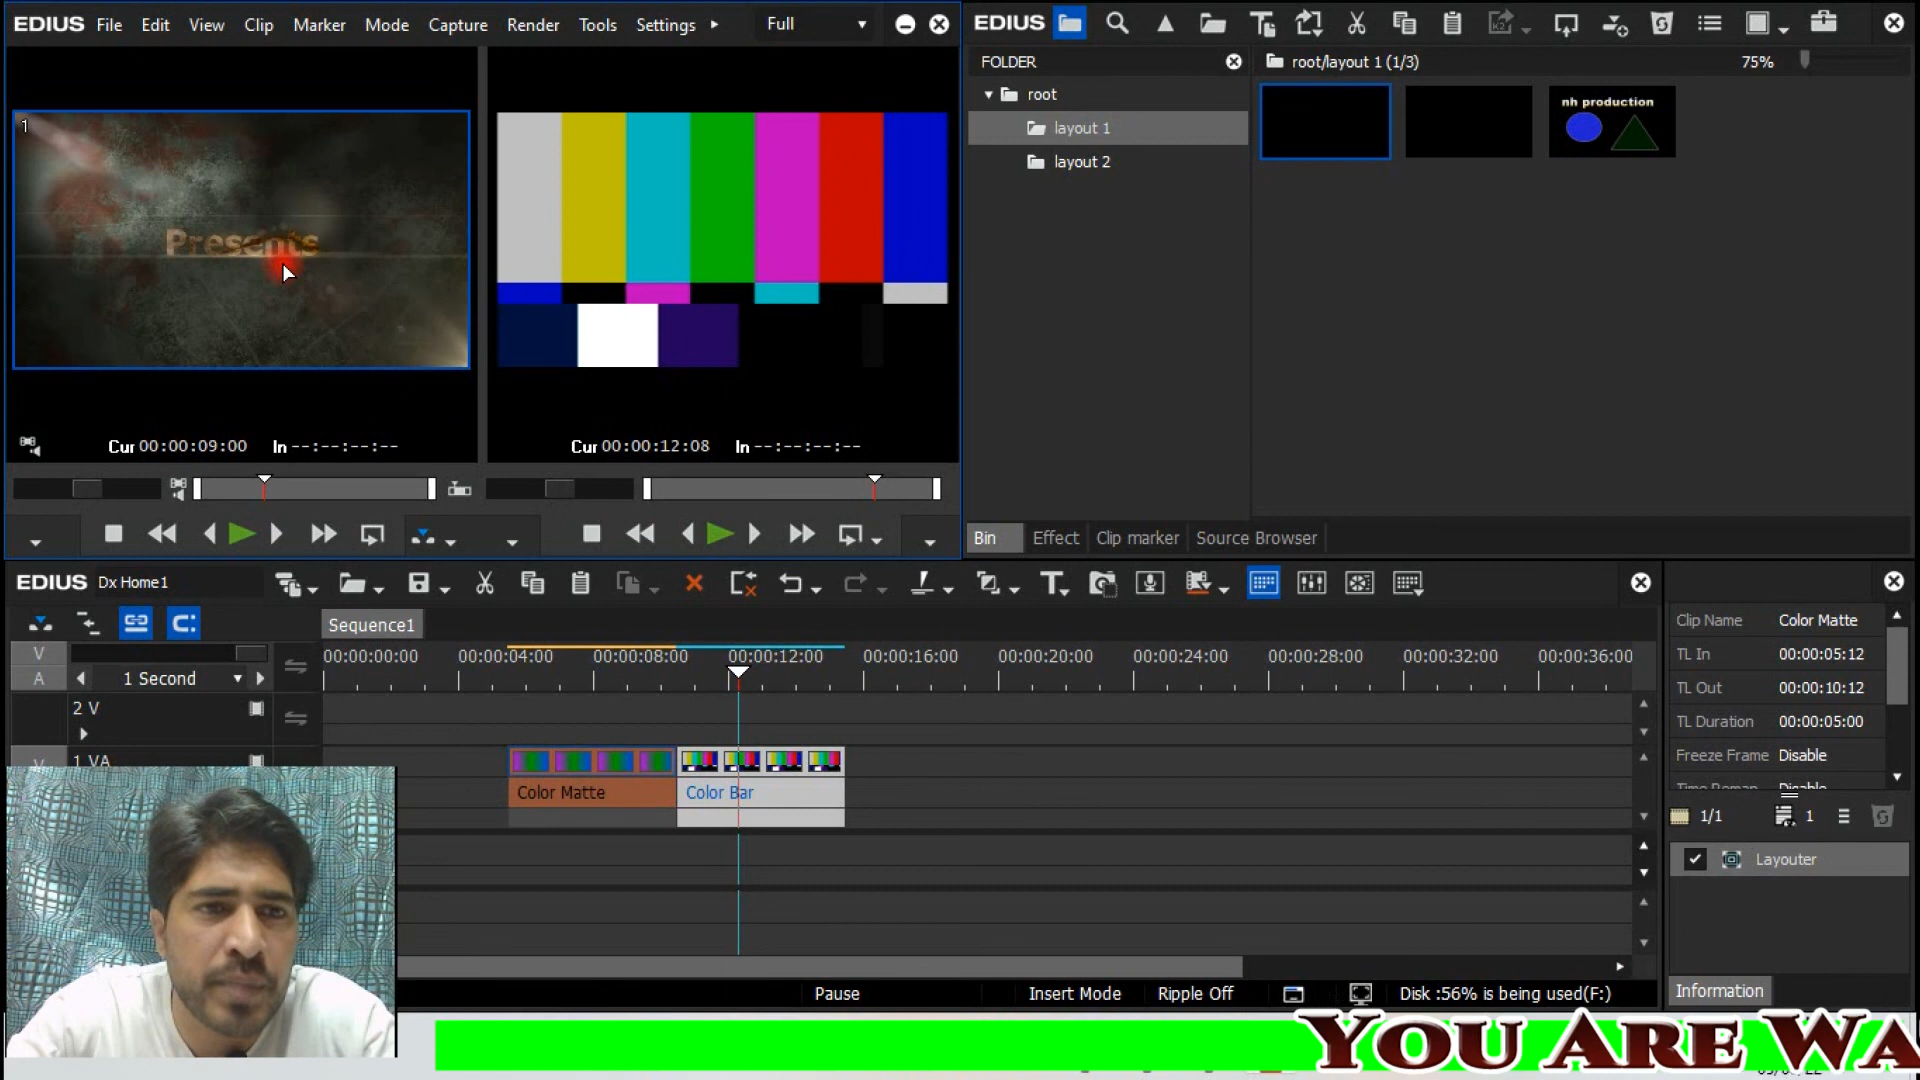 EDIUS File Edit View Clip Marker Mode Capture Render Tools Settings Full
1
Presents
Cur 00:00:09:00 In --:--:--:--
Cur 00:00:12:08 In --:--:--:--
EDIUS
FOLDER
root
layout 1
layout 2
root/layout 1 (1/3) 75%
nh production
Bin Effect Clip marker Source Browser
EDIUS Dx Home1
Sequence1
V
A
1 Second
00:00:00:00 00:00:04:00 00:00:08:00 00:00:12:00 00:00:16:00 00:00:20:00 00:00:24:00 00:00:28:00 00:00:32:00 00:00:36:00
2 V
1 VA
Color Matte Color Bar
Pause Insert Mode Ripple Off Disk :56% is being used(F:)
Clip Name Color Matte
TL In 00:00:05:12
TL Out 00:00:10:12
TL Duration 00:00:05:00
Freeze Frame Disable
Time Remap Disable
1/1 1
Layouter
Information
YOU ARE WA